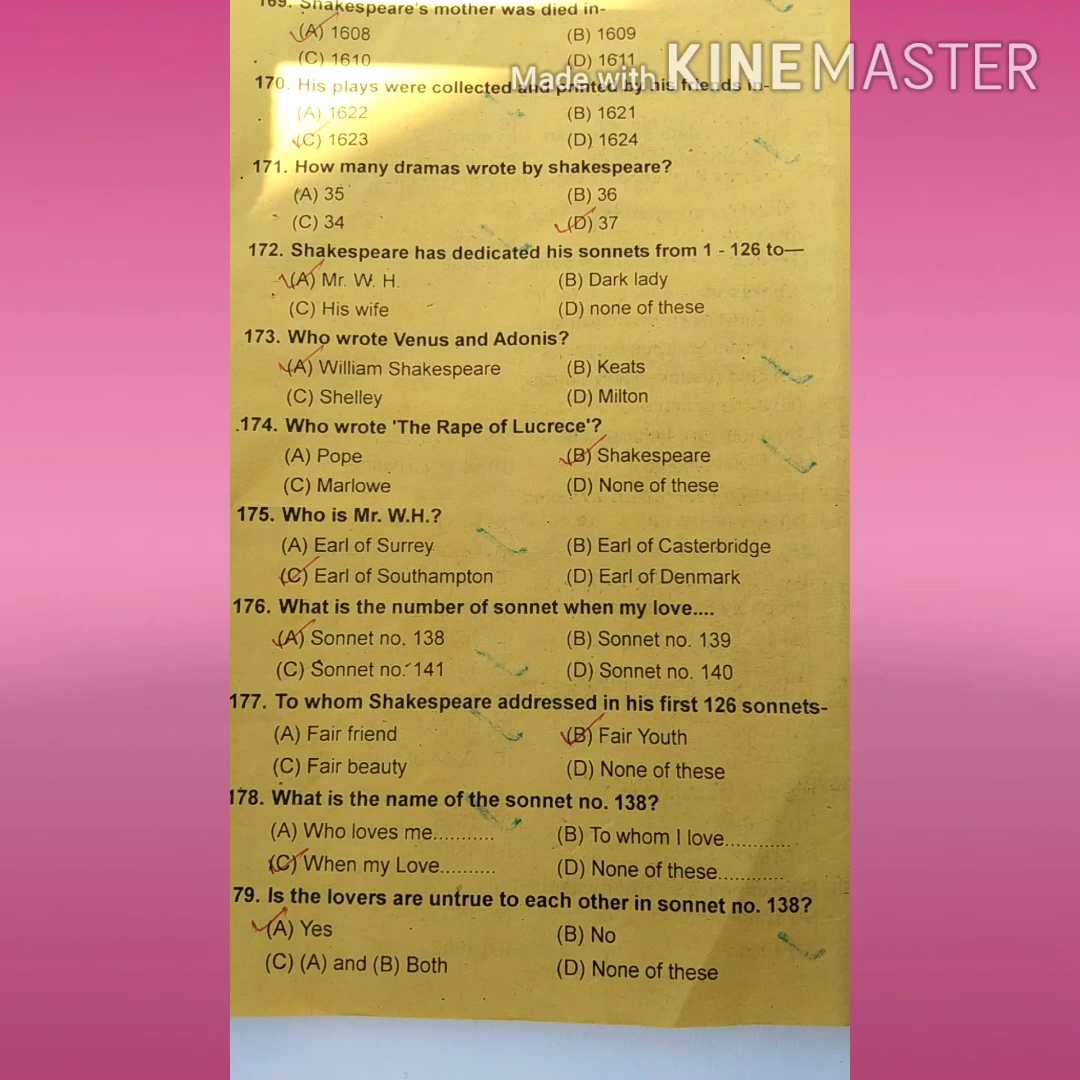 169. Shakespeare's mother was died in-
(A) 1608 (B) 1609
(C) 1610 (D) 1611
Made with KINEMASTER
170. His plays were collected and printed by his friends in-
(A) 1622 (B) 1621
(C) 1623 (D) 1624
171. How many dramas wrote by shakespeare?
(A) 35 (B) 36
(C) 34 (D) 37
172. Shakespeare has dedicated his sonnets from 1 - 126 to—
(A) Mr. W. H. (B) Dark lady
(C) His wife (D) none of these
173. Who wrote Venus and Adonis?
(A) William Shakespeare (B) Keats
(C) Shelley (D) Milton
174. Who wrote 'The Rape of Lucrece'?
(A) Pope (B) Shakespeare
(C) Marlowe (D) None of these
175. Who is Mr. W.H.?
(A) Earl of Surrey (B) Earl of Casterbridge
(C) Earl of Southampton (D) Earl of Denmark
176. What is the number of sonnet when my love....
(A) Sonnet no. 138 (B) Sonnet no. 139
(C) Sonnet no. 141 (D) Sonnet no. 140
177. To whom Shakespeare addressed in his first 126 sonnets-
(A) Fair friend (B) Fair Youth
(C) Fair beauty (D) None of these
178. What is the name of the sonnet no. 138?
(A) Who loves me........... (B) To whom I love............
(C) When my Love.......... (D) None of these............
79. Is the lovers are untrue to each other in sonnet no. 138?
(A) Yes (B) No
(C) (A) and (B) Both (D) None of these